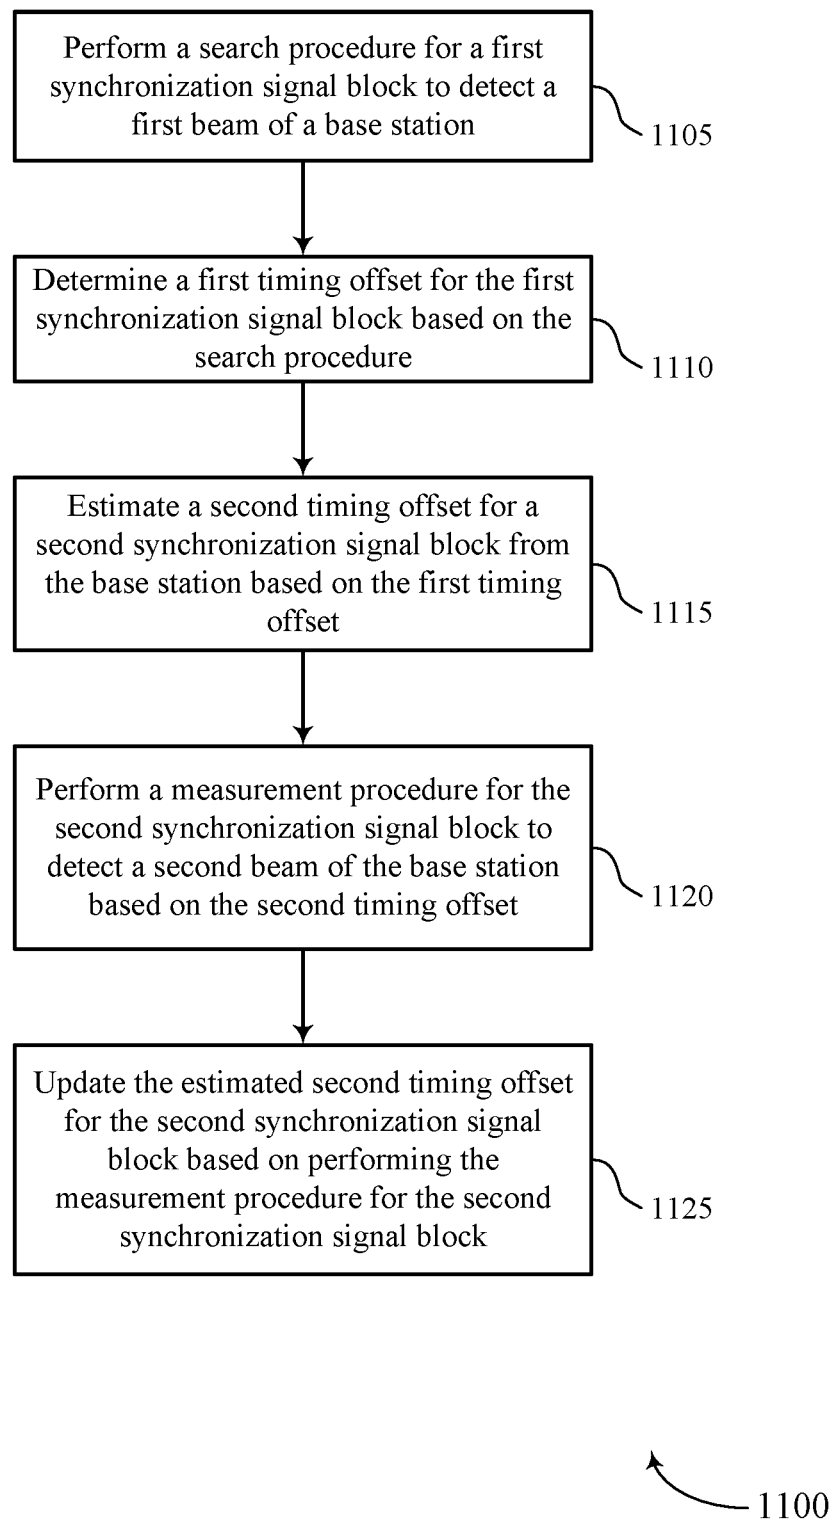 Perform a search procedure for a first
synchronization signal block to detect a
first beam of a base station
1105
Determine a first timing offset for the first
synchronization signal block based on the
search procedure
1110
Estimate a second timing offset for a
second synchronization signal block from
the base station based on the first timing
offset
1115
Perform a measurement procedure for the
second synchronization signal block to
detect a second beam of the base station
based on the second timing offset
1120
Update the estimated second timing offset
for the second synchronization signal
block based on performing the
measurement procedure for the second
synchronization signal block
1125
1100